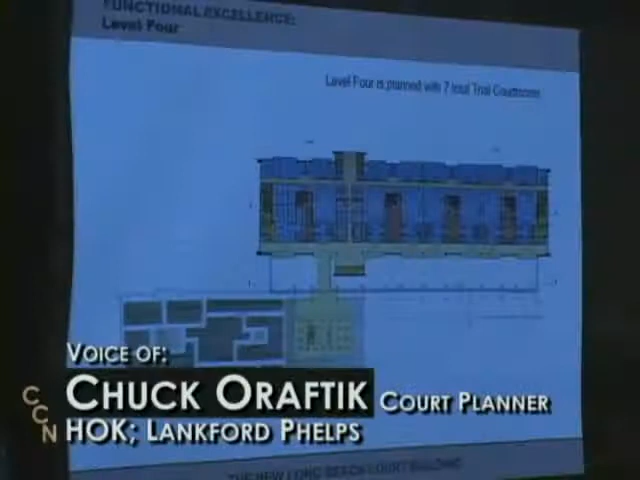 FUNCTIONAL EXCELLENCE:
Level Four
Level Four is planned with 7 total Trial Courtrooms
VOICE OF:
CHUCK ORAFTIK COURT PLANNER
CCN
HOK; LANKFORD PHELPS
THE NEW LONG BEACH COURT BUILDING